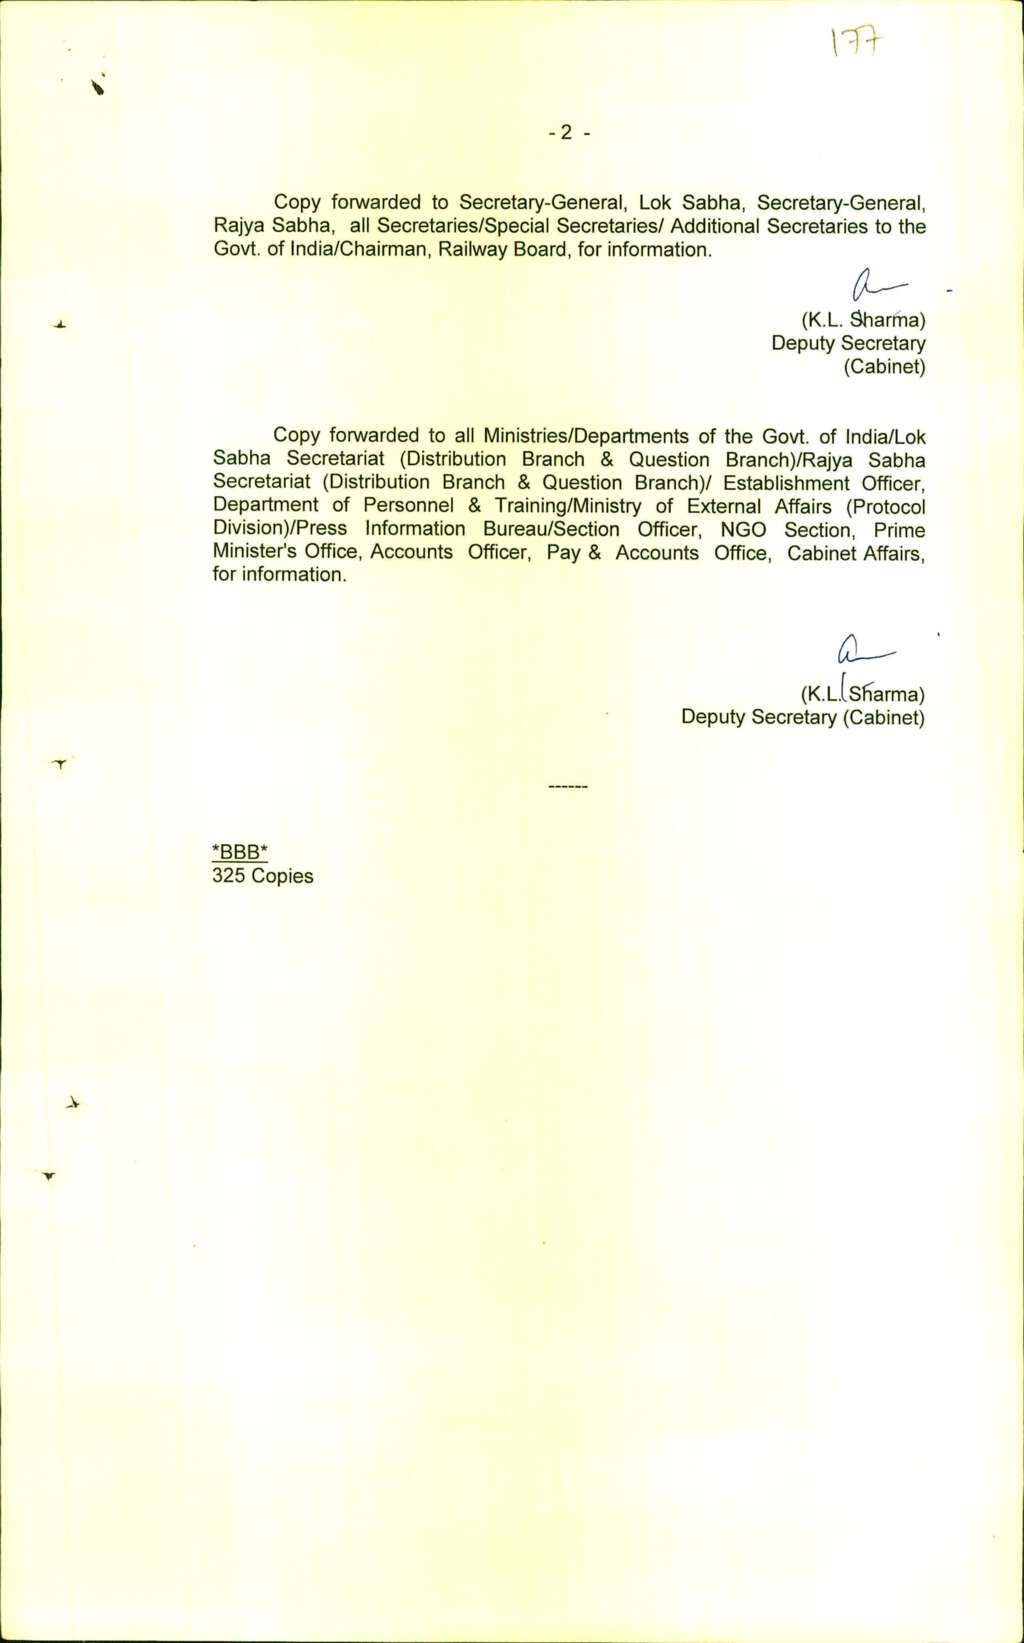 177
- 2 -
Copy forwarded to Secretary-General, Lok Sabha, Secretary-General,
Rajya Sabha, all Secretaries/Special Secretaries/ Additional Secretaries to the
Govt. of India/Chairman, Railway Board, for information.
(K.L. Sharma)
Deputy Secretary
(Cabinet)
Copy forwarded to all Ministries/Departments of the Govt. of India/Lok
Sabha Secretariat (Distribution Branch & Question Branch)/Rajya Sabha
Secretariat (Distribution Branch & Question Branch)/ Establishment Officer,
Department of Personnel & Training/Ministry of External Affairs (Protocol
Division)/Press Information Bureau/Section Officer, NGO Section, Prime
Minister's Office, Accounts Officer, Pay & Accounts Office, Cabinet Affairs,
for information.
(K.L. Sharma)
Deputy Secretary (Cabinet)
------
*BBB*
325 Copies